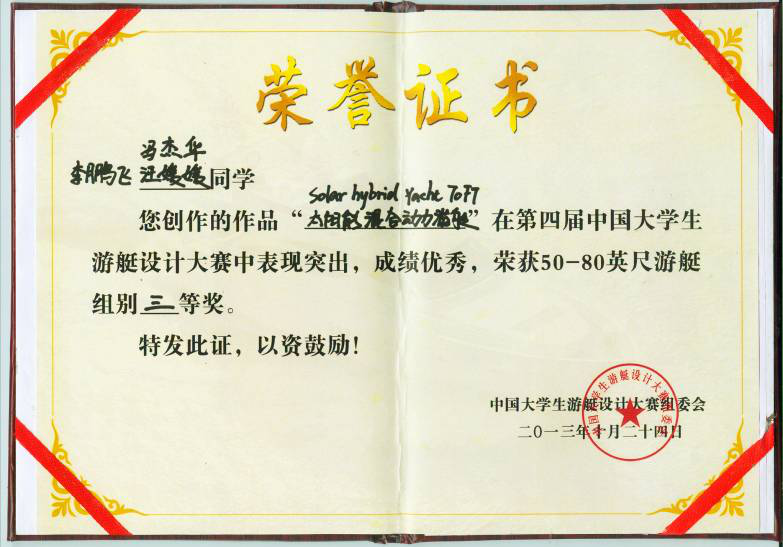 荣誉证书
冯杰华
李鹏飞 汪媛媛同学
Solar hybrid Yacht 70FT
您创作的作品“太阳能混合动力游艇”在第四届中国大学生
游艇设计大赛中表现突出，成绩优秀，荣获50-80英尺游艇
组别三等奖。
特发此证，以资鼓励！
中国大学生游艇设计大赛组委会
二〇一三年十月二十四日
中国大学生游艇设计大赛组委会